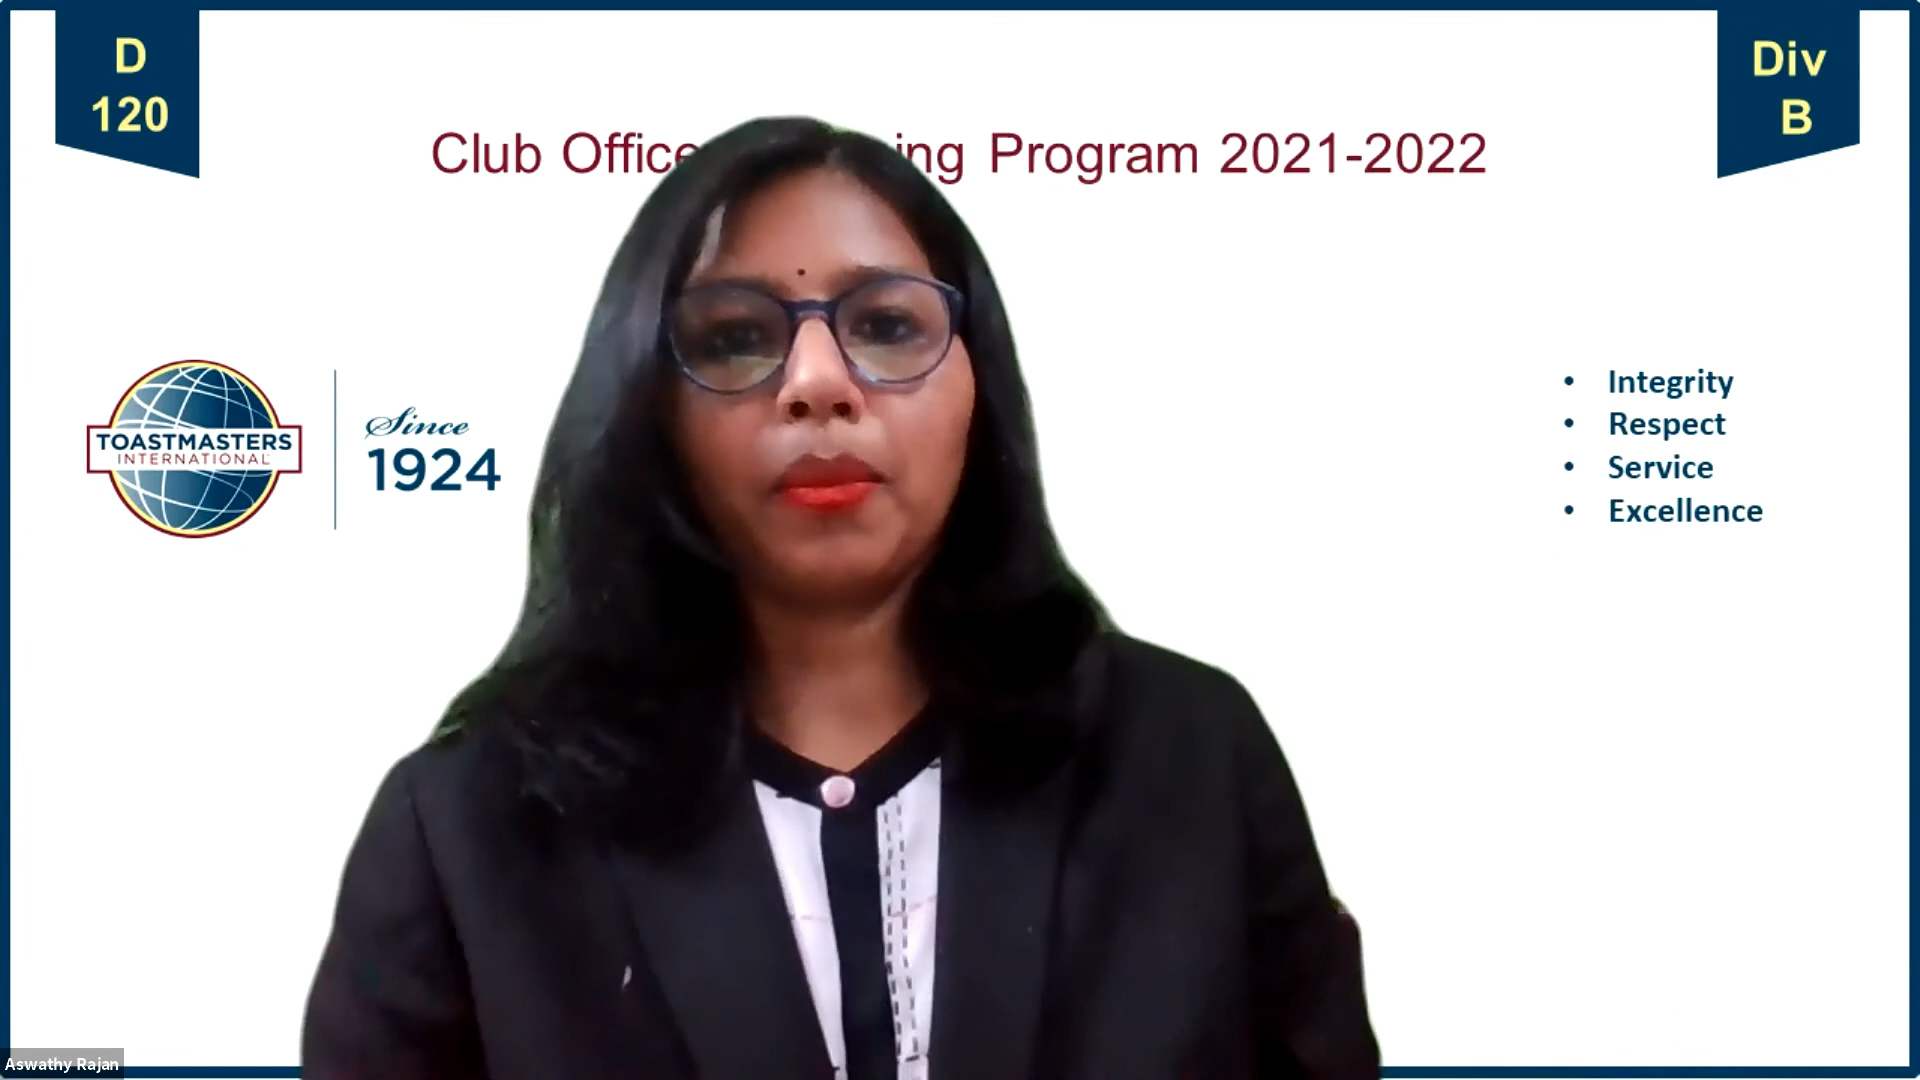 D
120
Div
B
Club Office ing Program 2021-2022
TOASTMASTERS
INTERNATIONAL
Since
1924
• Integrity
• Respect
• Service
• Excellence
Aswathy Rajan